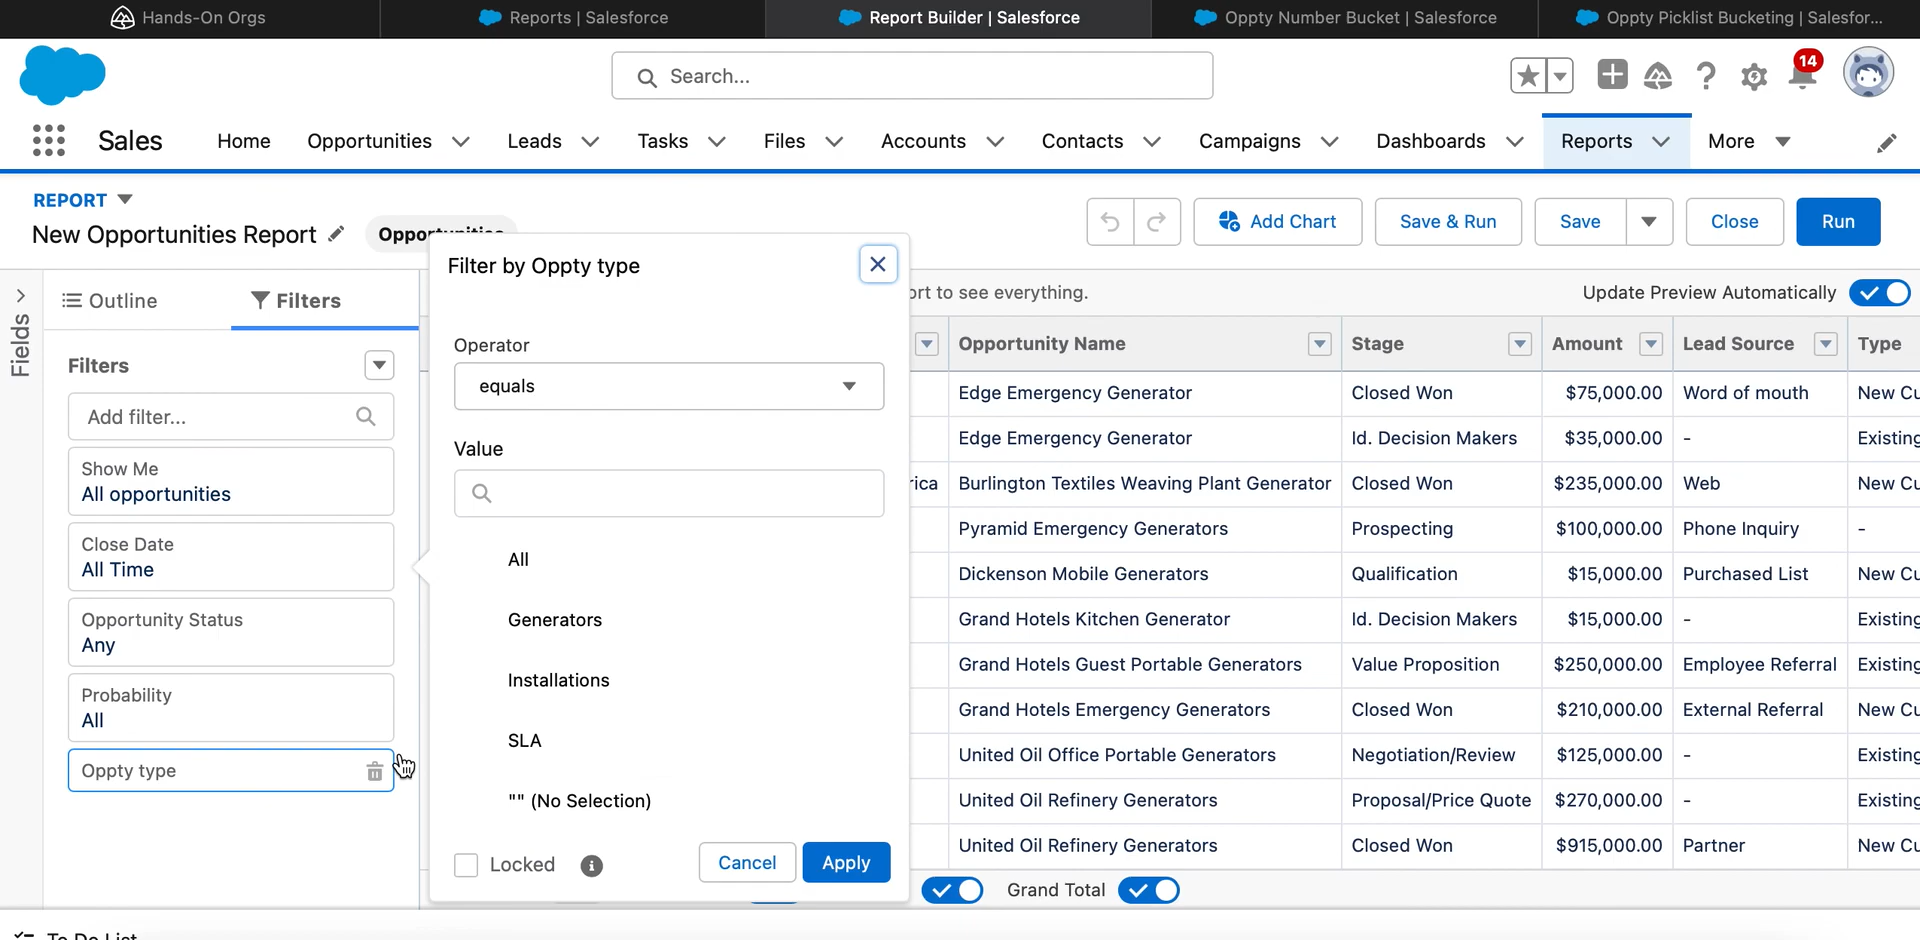 Hands-On Orgs
Reports | Salesforce
Report Builder | Salesforce
Oppty Number Bucket | Salesforce
Oppty Picklist Bucketing | Salesfor...
Search...
14
Sales
Home
Opportunities
Leads
Tasks
Files
Accounts
Contacts
Campaigns
Dashboards
Reports
More
REPORT
New Opportunities Report
Opportunities
Add Chart
Save & Run
Save
Close
Run
Fields
Outline
Filters
Filters
Add filter...
Show Me
All opportunities
Close Date
All Time
Opportunity Status
Any
Probability
All
Oppty type
Filter by Oppty type
Operator
equals
Value
All
Generators
Installations
SLA
"" (No Selection)
Locked
Cancel
Apply
ort to see everything.
Update Preview Automatically
Opportunity Name Stage Amount Lead Source Type
Edge Emergency Generator Closed Won $75,000.00 Word of mouth New Cu
Edge Emergency Generator Id. Decision Makers $35,000.00 - Existing
rica Burlington Textiles Weaving Plant Generator Closed Won $235,000.00 Web New Cu
Pyramid Emergency Generators Prospecting $100,000.00 Phone Inquiry -
Dickenson Mobile Generators Qualification $15,000.00 Purchased List New Cu
Grand Hotels Kitchen Generator Id. Decision Makers $15,000.00 - Existing
Grand Hotels Guest Portable Generators Value Proposition $250,000.00 Employee Referral Existing
Grand Hotels Emergency Generators Closed Won $210,000.00 External Referral New Cu
United Oil Office Portable Generators Negotiation/Review $125,000.00 - Existing
United Oil Refinery Generators Proposal/Price Quote $270,000.00 - Existing
United Oil Refinery Generators Closed Won $915,000.00 Partner New Cu
Grand Total
To Do List